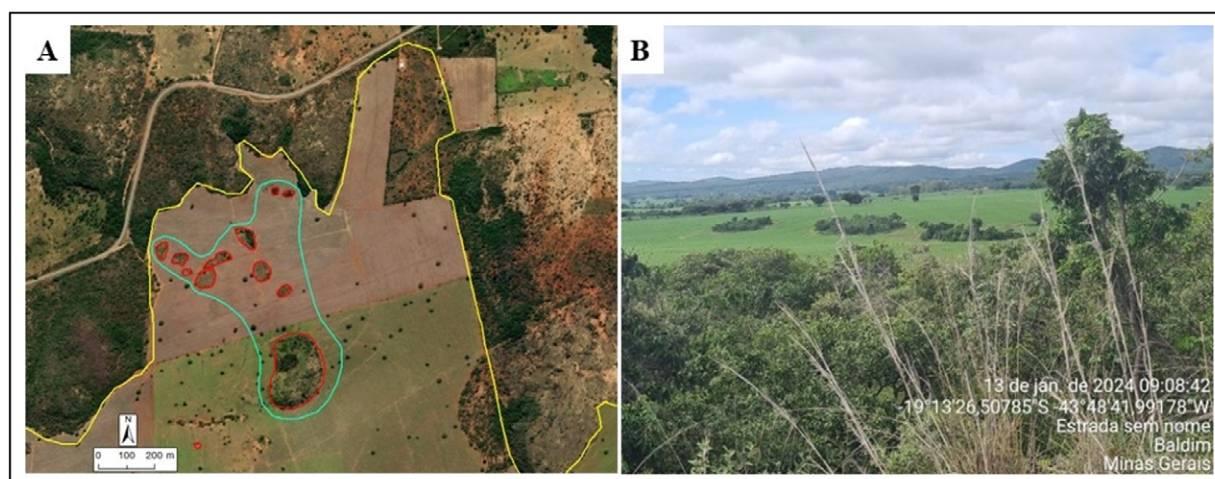 A
B
N
0 100 200 m
13 de jan. de 2024 09:08:42
-19°13'26,50785"S -43°48'41,99178"W
Estrada sem nome
Baldim
Minas Gerais